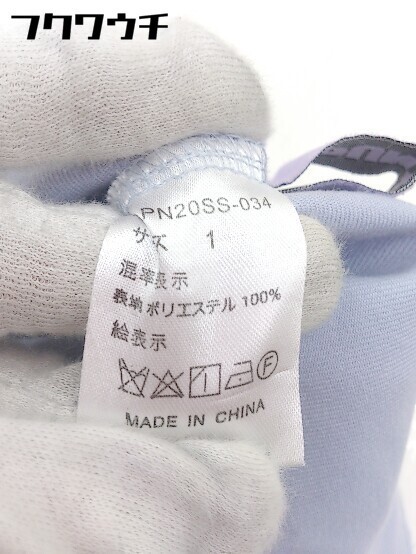 フクワウチ
PN20SS-034
サイズ 1
混率表示
表地ポリエステル 100%
絵表示
F
MADE IN CHINA